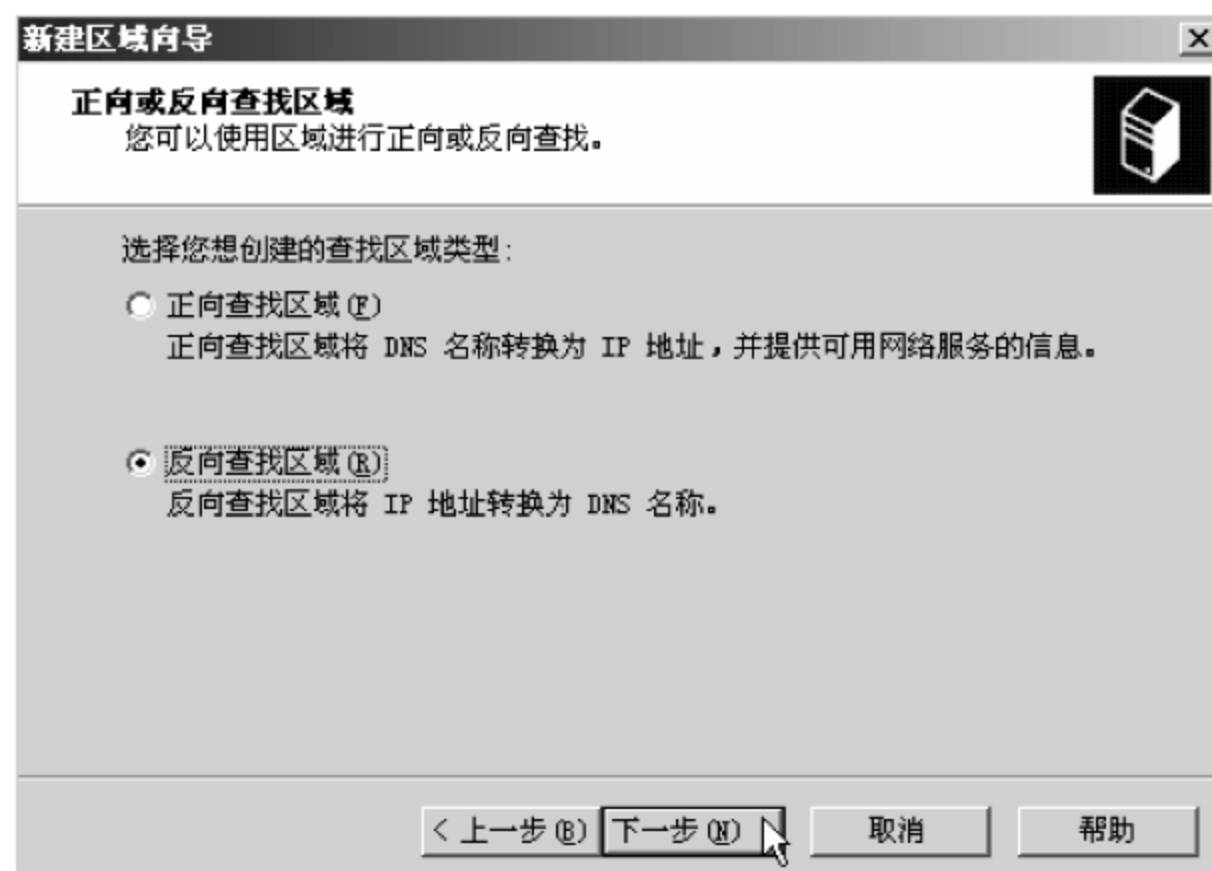 新建区域向导
正向或反向查找区域
您可以使用区域进行正向或反向查找。
选择您想创建的查找区域类型:
正向查找区域(F)
正向查找区域将 DNS 名称转换为 IP 地址，并提供可用网络服务的信息。
反向查找区域(R)
反向查找区域将 IP 地址转换为 DNS 名称。
< 上一步(B) 下一步(N) 取消 帮助